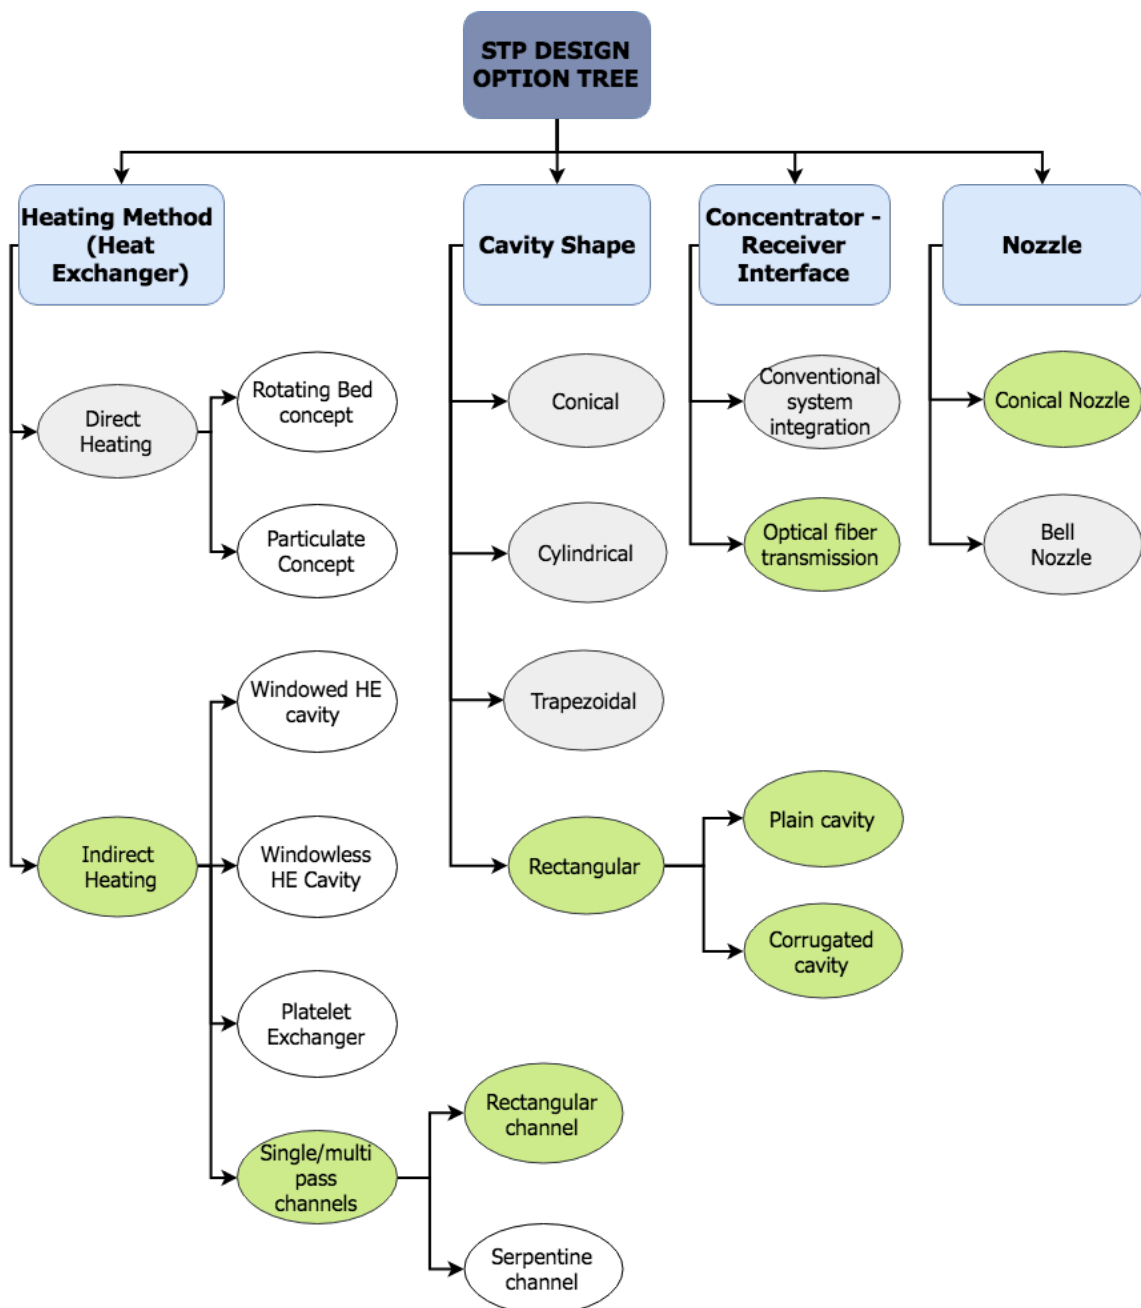 STP DESIGN
OPTION TREE
Heating Method
(Heat
Exchanger)
Cavity Shape
Concentrator -
Receiver
Interface
Nozzle
Direct
Heating
Rotating Bed
concept
Particulate
Concept
Conical
Cylindrical
Trapezoidal
Conventional
system
integration
Optical fiber
transmission
Conical Nozzle
Bell
Nozzle
Indirect
Heating
Windowed HE
cavity
Windowless
HE Cavity
Platelet
Exchanger
Single/multi
pass
channels
Rectangular
Plain cavity
Corrugated
cavity
Rectangular
channel
Serpentine
channel